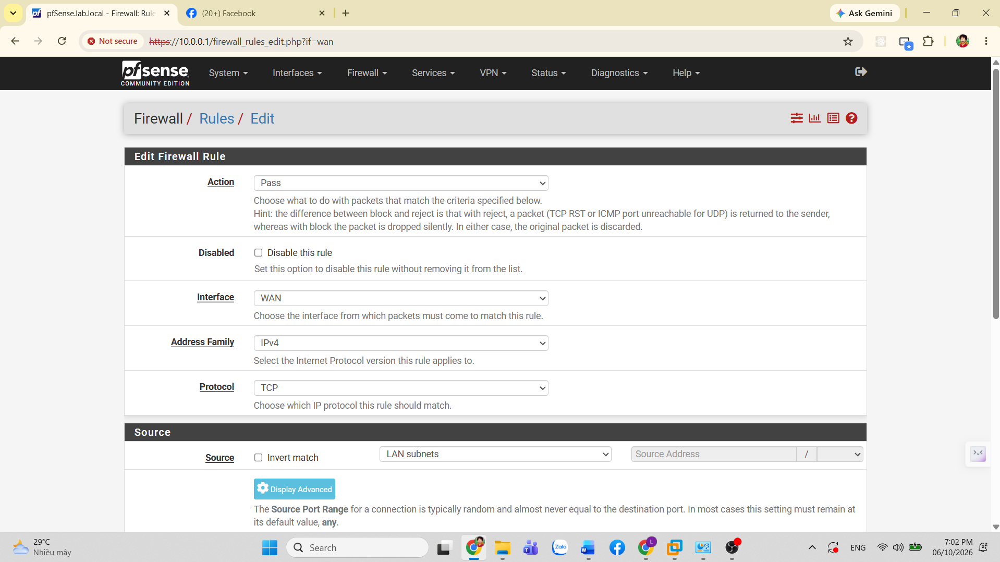 pfSense.lab.local - Firewall: Rule
(20+) Facebook
Ask Gemini
Not secure
https://10.0.0.1/firewall_rules_edit.php?if=wan
pfsense
COMMUNITY EDITION
System
Interfaces
Firewall
Services
VPN
Status
Diagnostics
Help
Firewall / Rules / Edit
Edit Firewall Rule
Action
Pass
Choose what to do with packets that match the criteria specified below.
Hint: the difference between block and reject is that with reject, a packet (TCP RST or ICMP port unreachable for UDP) is returned to the sender,
whereas with block the packet is dropped silently. In either case, the original packet is discarded.
Disabled
Disable this rule
Set this option to disable this rule without removing it from the list.
Interface
WAN
Choose the interface from which packets must come to match this rule.
Address Family
IPv4
Select the Internet Protocol version this rule applies to.
Protocol
TCP
Choose which IP protocol this rule should match.
Source
Source
Invert match
LAN subnets
Source Address
/
Display Advanced
The Source Port Range for a connection is typically random and almost never equal to the destination port. In most cases this setting must remain at
its default value, any.
29°C
Nhiều mây
Search
Zalo
L
ENG
7:02 PM
06/10/2026